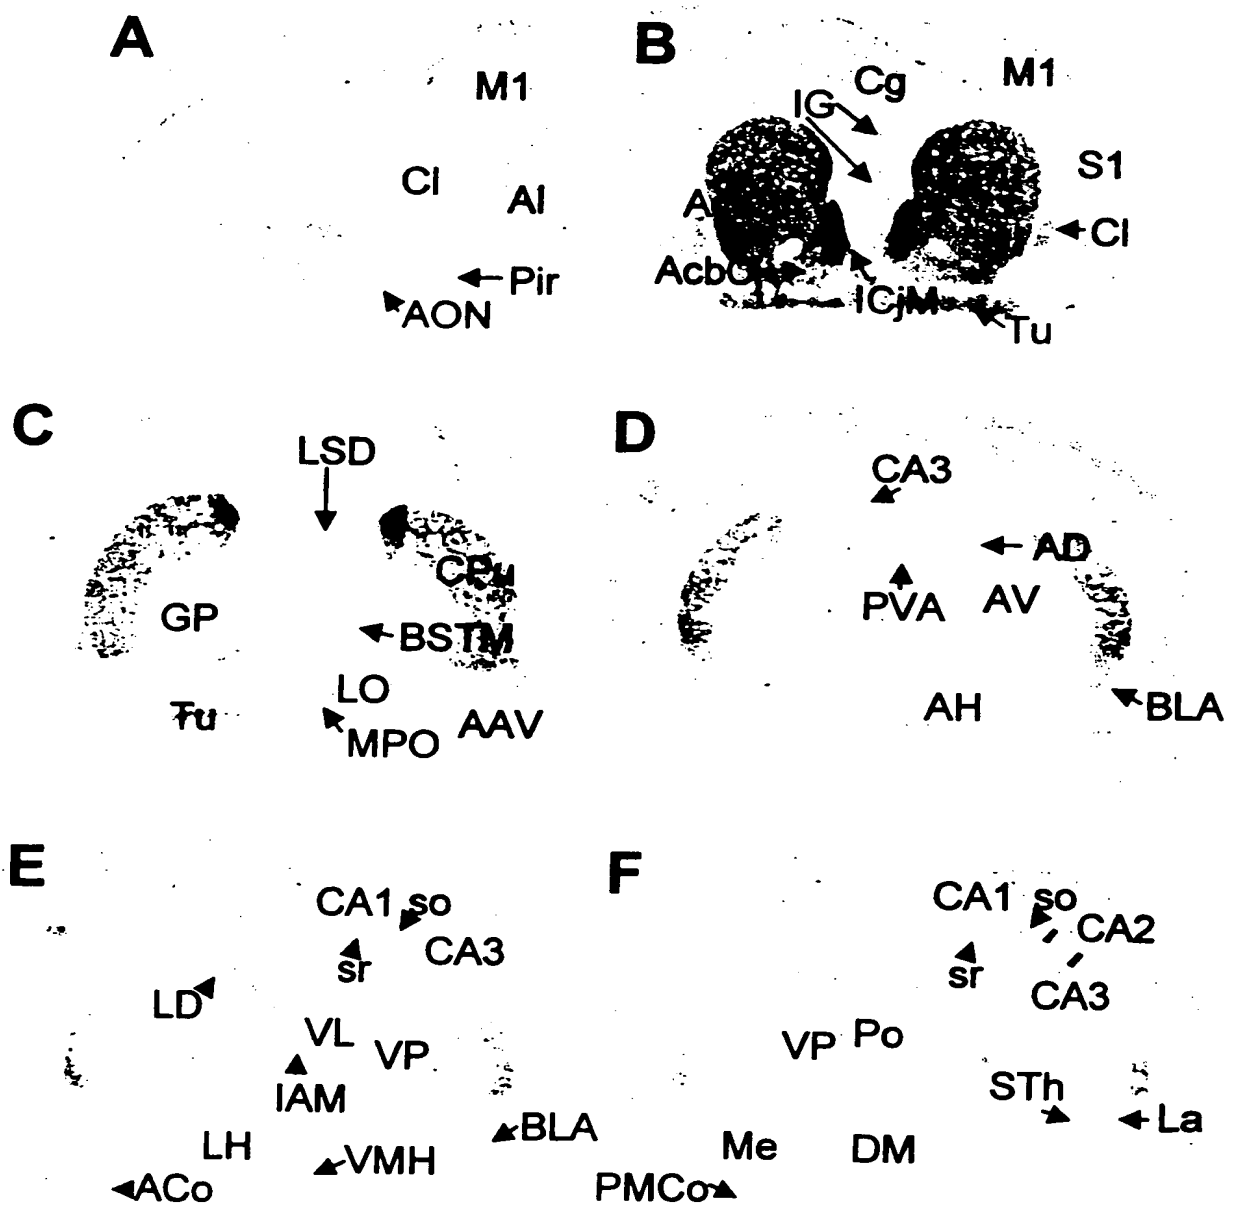 A
M1
Cl
AI
Pir
AON
B
Cg
M1
IG
S1
Cl
ICjM
Tu
C
LSD
CPu
GP
BSTM
LO
Tu
MPO
AAV
D
CA3
AD
PVA
AV
AH
BLA
E
CA1 so
sr
CA3
LD
VL
VP
IAM
BLA
LH
VMH
ACo
F
CA1 so
CA2
sr
CA3
VP
Po
STh
La
Me
DM
PMCo